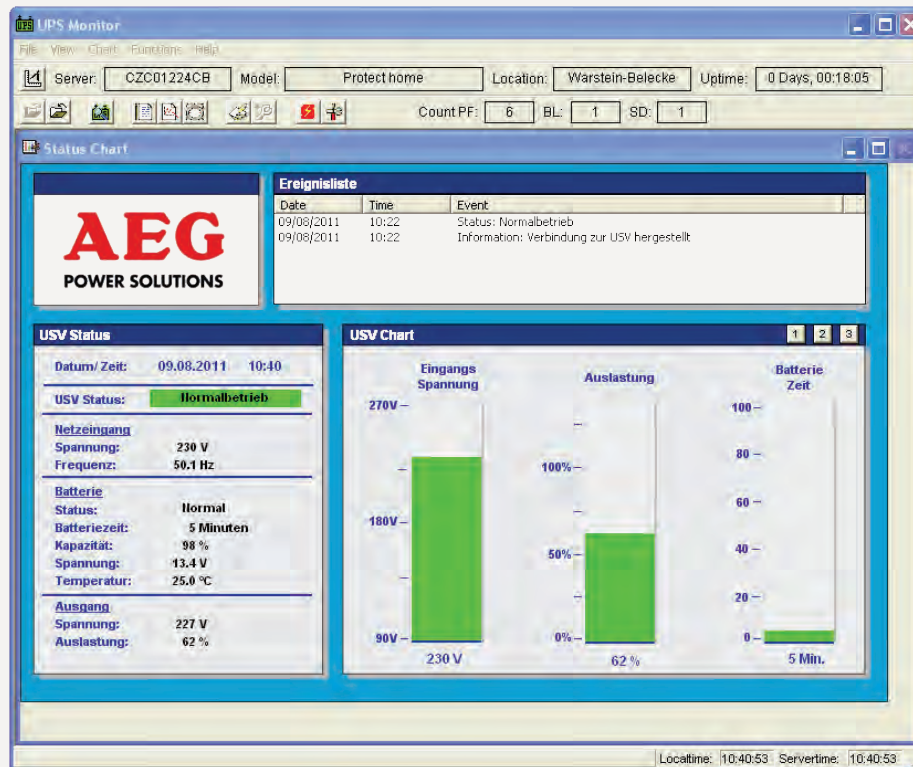 UPS
UPS Monitor
File View Chart Functions Help
Server: CZC01224CB Model: Protect home Location: Warstein-Belecke Uptime: 0 Days, 00:18:05
Count PF: 6 BL: 1 SD: 1
Status Chart
AEG
POWER SOLUTIONS
Ereignisliste
Date Time Event
09/08/2011 10:22 Status: Normalbetrieb
09/08/2011 10:22 Information: Verbindung zur USV hergestellt
USV Status
Datum/Zeit: 09.08.2011 10:40
USV Status: Normalbetrieb
Netzeingang
Spannung: 230 V
Frequenz: 50.1 Hz
Batterie
Status: Normal
Batteriezeit: 5 Minuten
Kapazität: 98 %
Spannung: 13.4 V
Temperatur: 25.0 °C
Ausgang
Spannung: 227 V
Auslastung: 62 %
USV Chart 1 2 3
Eingangs
Spannung
270V
180V
90V
230 V
Auslastung
100%
50%
0%
62 %
Batterie
Zeit
100
80
60
40
20
0
5 Min.
Localtime: 10:40:53 Servertime: 10:40:53